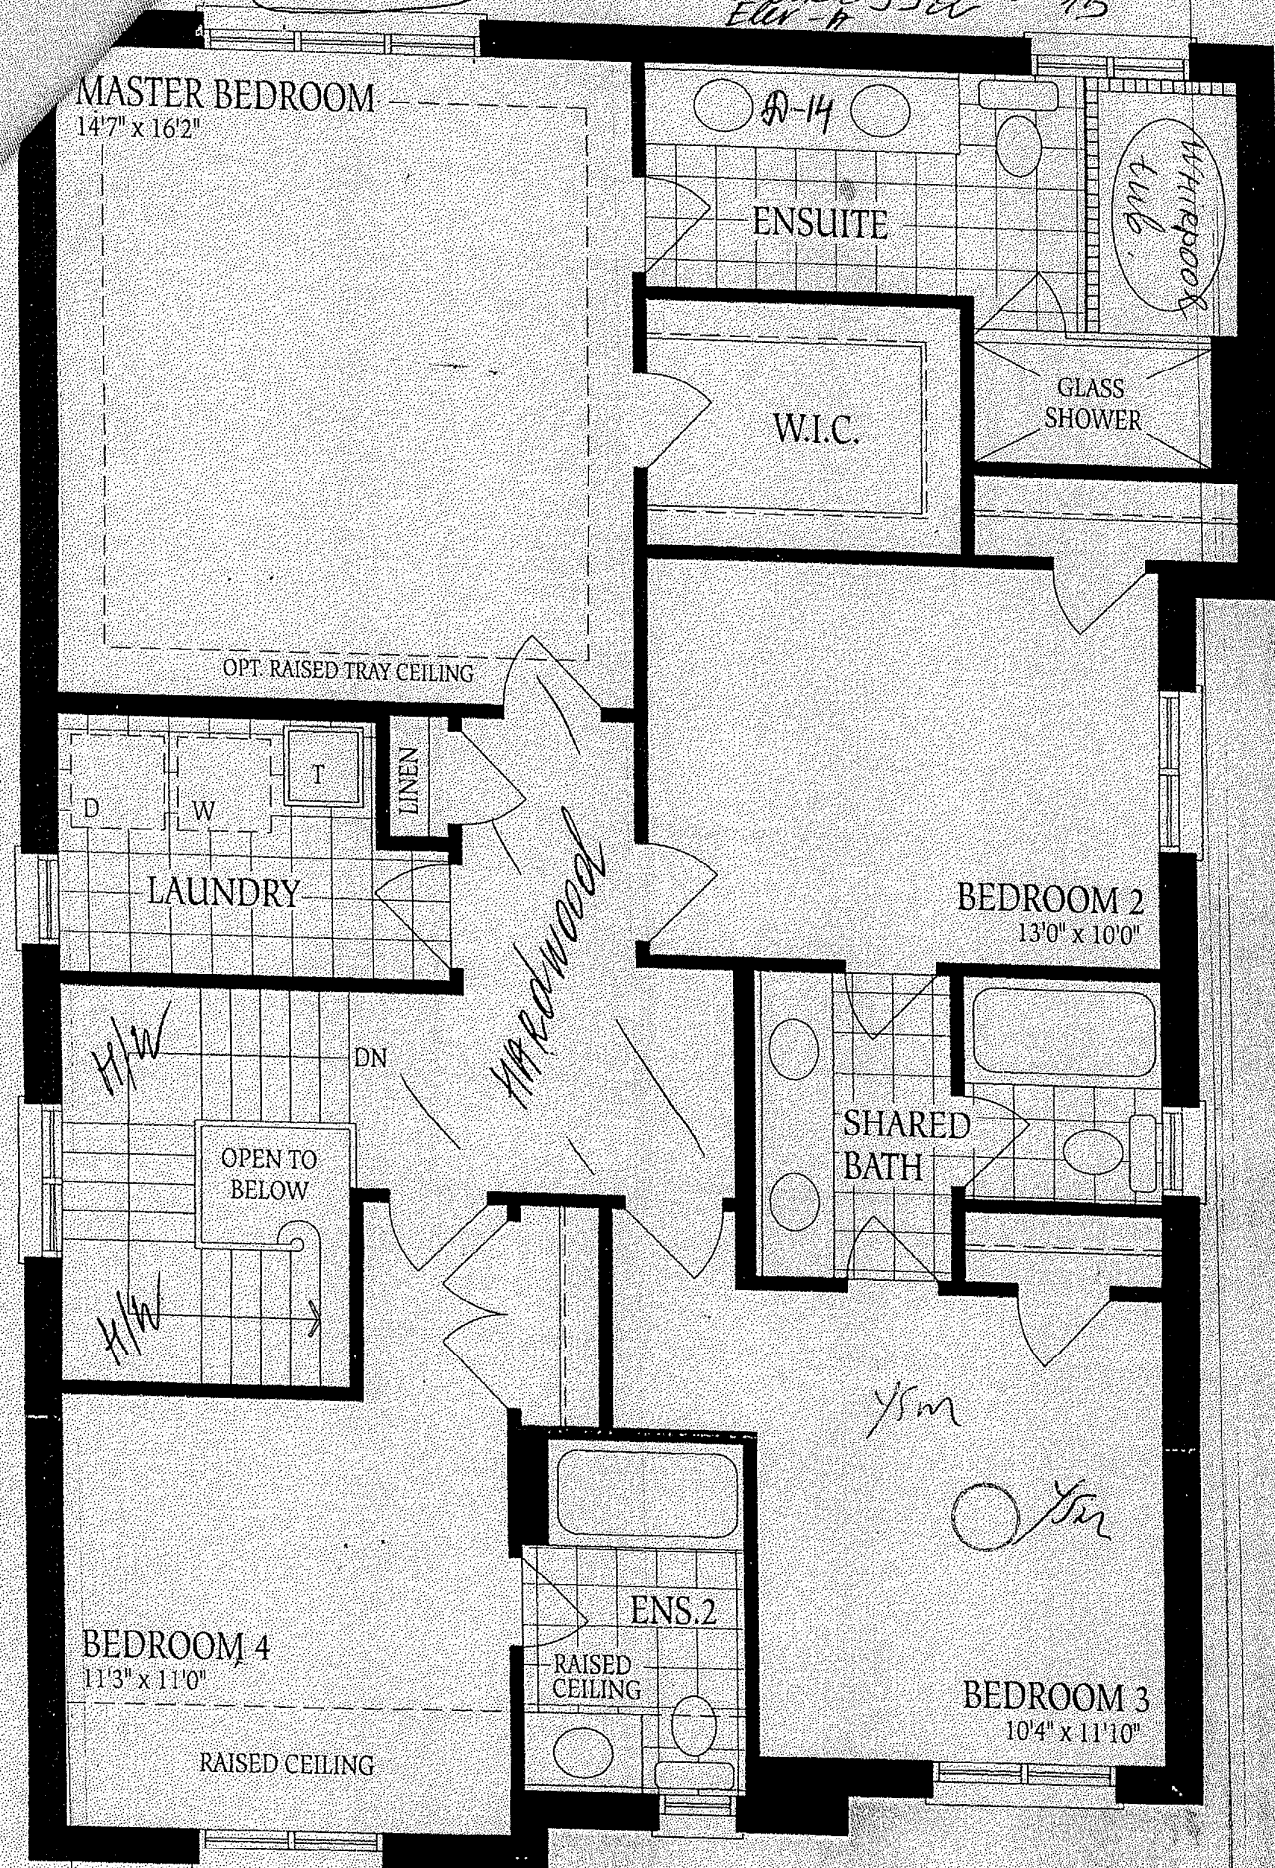 Elev-A
MASTER BEDROOM
14'7" x 16'2"
A-14
ENSUITE
WHIRLPOOL
tub.
GLASS
SHOWER
W.I.C.
OPT. RAISED TRAY CEILING
D
W
T
LINEN
LAUNDRY
HARdwood
BEDROOM 2
13'0" x 10'0"
H/W
DN
OPEN TO
BELOW
SHARED
BATH
H/W
ENS.2
RAISED
CEILING
BEDROOM 4
11'3" x 11'0"
RAISED CEILING
BEDROOM 3
10'4" x 11'10"